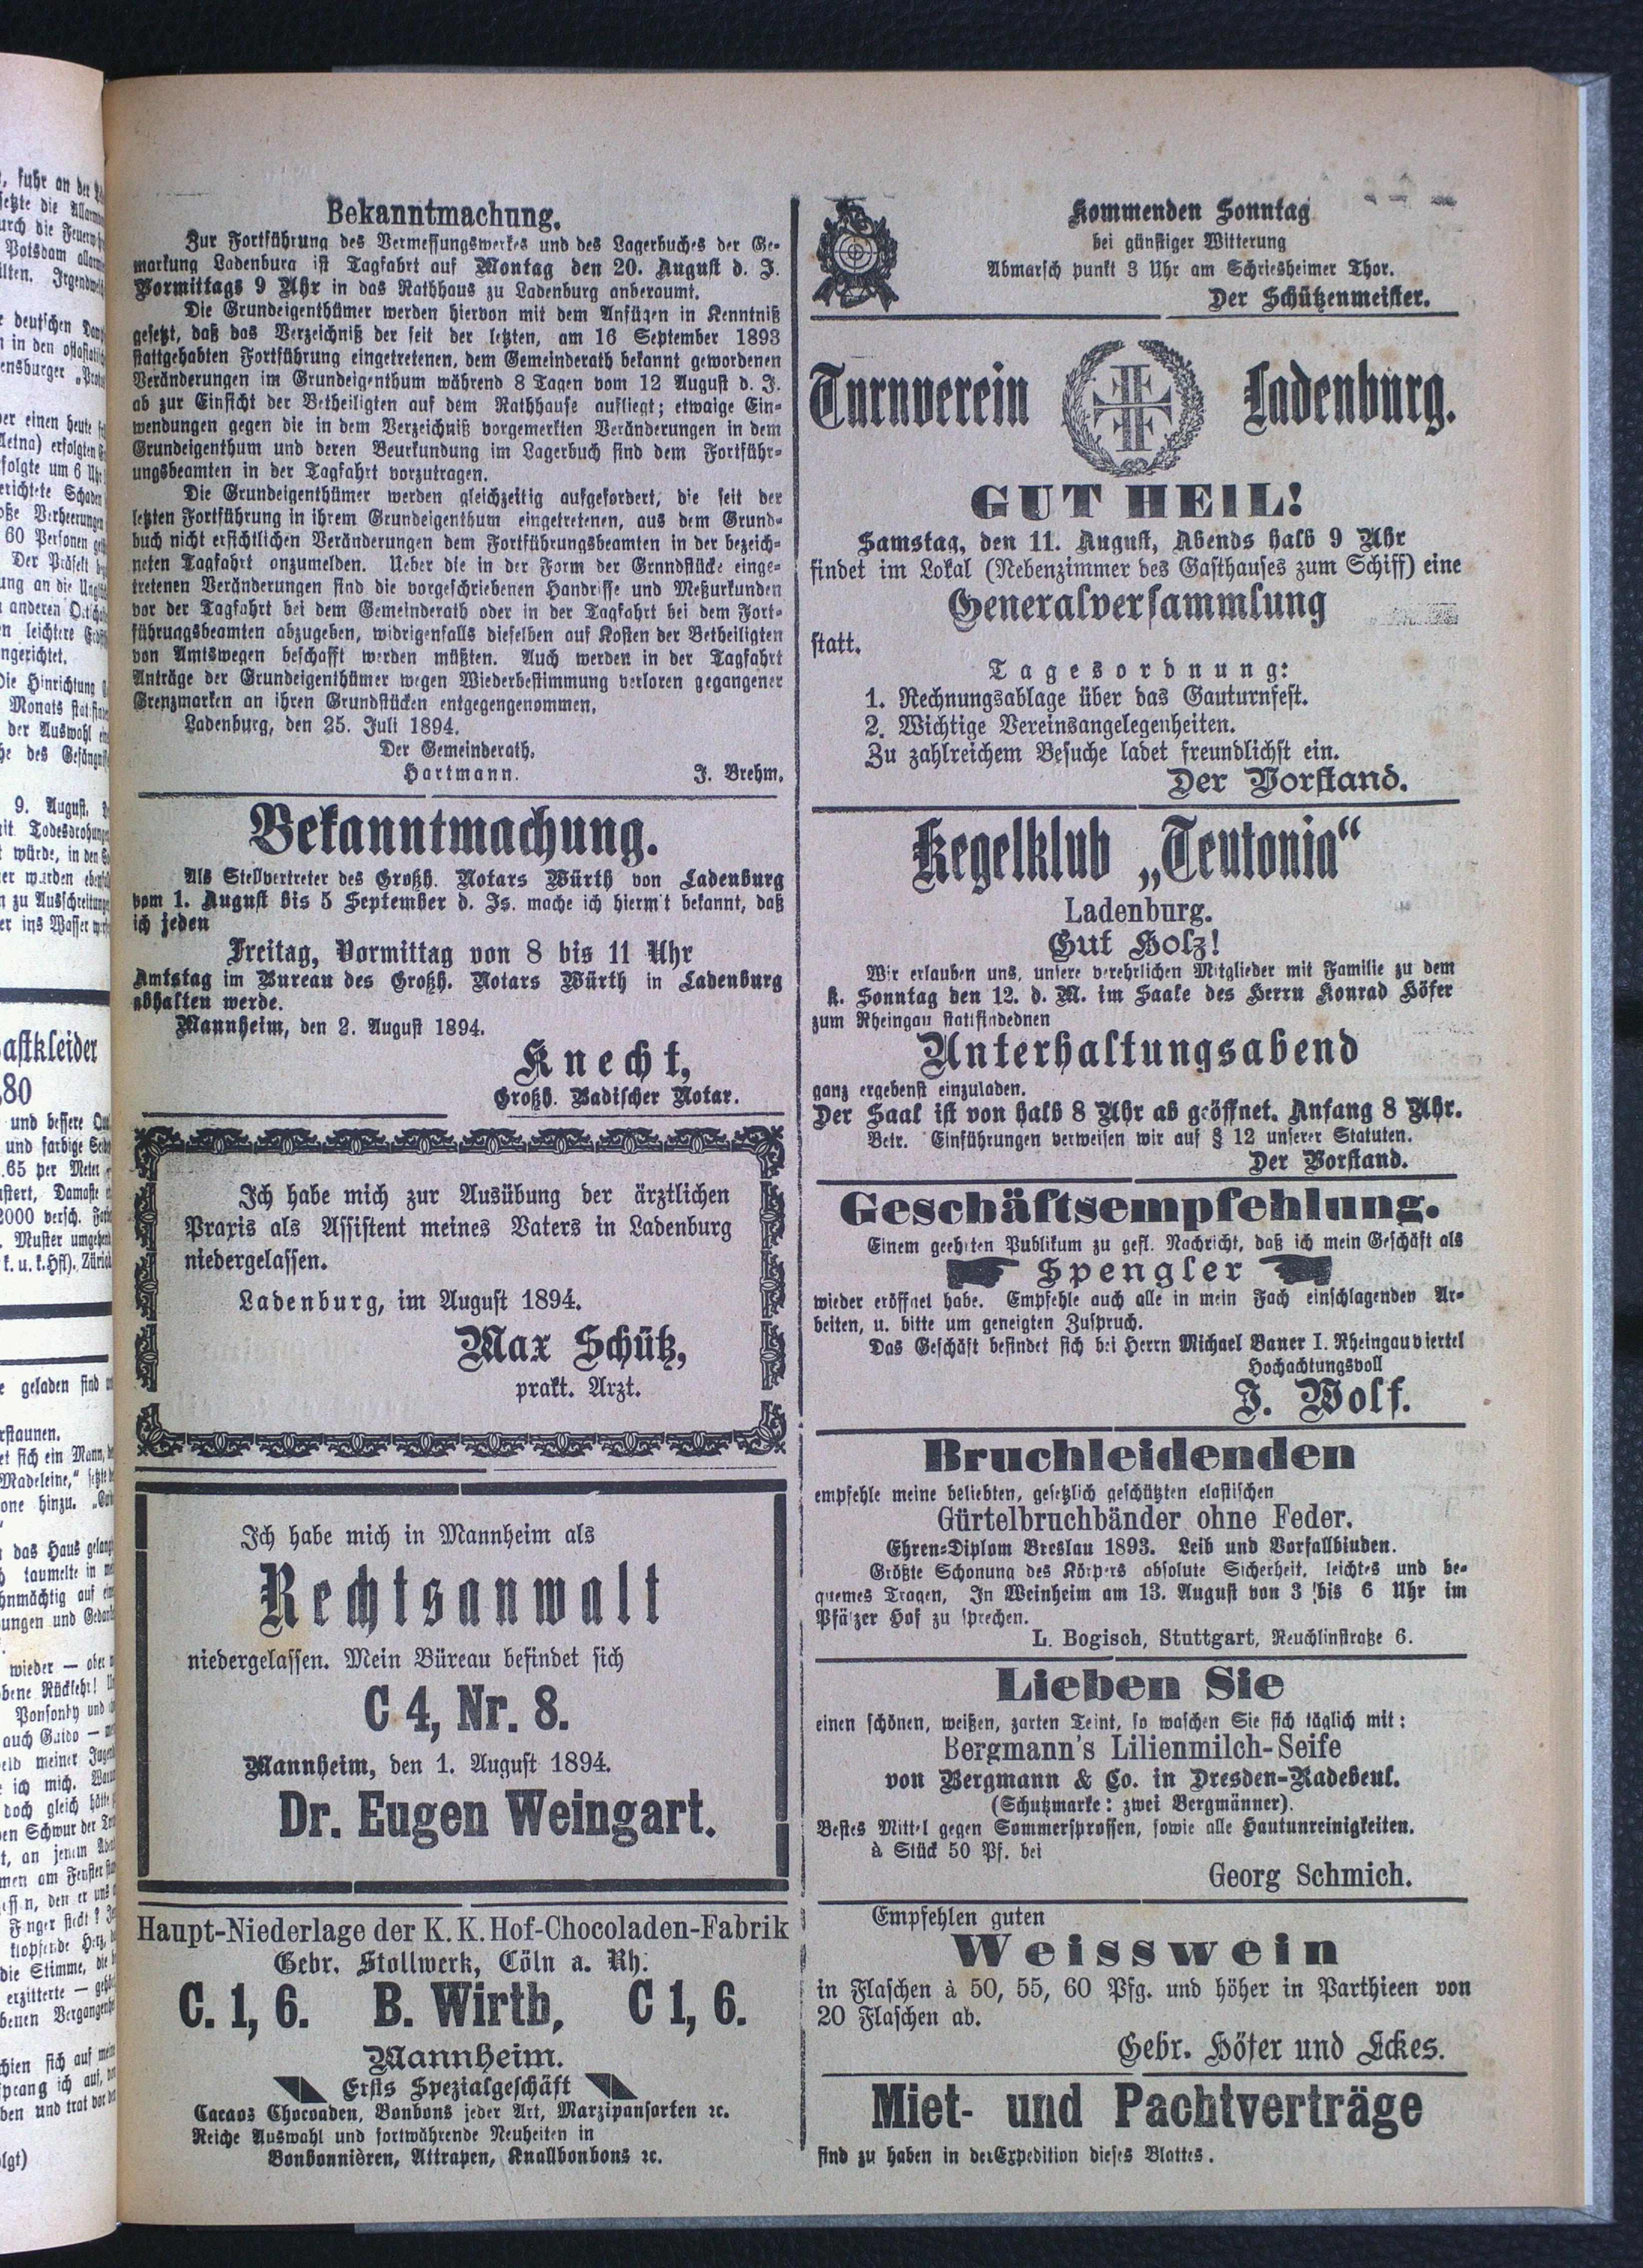 Bekanntmachung.
Zur Fortführung des Vermessungswerkes und des Lagerbuches der Ge-
markung Ladenburg ist Tagfahrt auf Montag den 20. August d. J.
Vormittags 9 Uhr in das Rathhaus zu Ladenburg anberaumt.
Die Grundeigenthümer werden hiervon mit dem Anfügen in Kenntniß
gesetzt, daß das Verzeichniß der seit der letzten, am 16 September 1893
stattgehabten Fortführung eingetretenen, dem Gemeinderath bekannt gewordenen
Veränderungen im Grundeigenthum während 8 Tagen vom 12 August d. J.
ab zur Einsicht der Betheiligten auf dem Rathhause aufliegt; etwaige Ein-
wendungen gegen die in dem Verzeichniß vorgemerkten Veränderungen in dem
Grundeigenthum und deren Beurkundung im Lagerbuch sind dem Fortführ-
ungsbeamten in der Tagfahrt vorzutragen.
Die Grundeigenthümer werden gleichzeitig aufgefordert, die seit der
letzten Fortführung in ihrem Grundeigenthum eingetretenen, aus dem Grund-
buch nicht ersichtlichen Veränderungen dem Fortführungsbeamten in der bezeich-
neten Tagfahrt anzumelden. Ueber die in der Form der Grnndstücke einge-
tretenen Veränderungen sind die vorgeschriebenen Handrisse und Meßurkunden
vor der Tagfahrt bei dem Gemeinderath oder in der Tagfahrt bei dem Fort-
führungsbeamten abzugeben, widrigenfalls dieselben auf Kosten der Betheiligten
von Amtswegen beschafft werden müßten. Auch werden in der Tagfahrt
Anträge der Grundeigenthümer wegen Wiederbestimmung verloren gegangener
Grenzmarken an ihren Grundstücken entgegengenommen,
Ladenburg, den 25. Juli 1894.
Der Gemeinderath.
Hartmann. J. Brehm.
Bekanntmachung.
Als Stellvertreter des Großh. Notars Würth von Ladenburg
vom 1. August bis 5 September d. Js. mache ich hiermit bekannt, daß
ich jeden
Freitag, Vormittag von 8 bis 11 Uhr
Amtstag im Bureau des Großh. Notars Würth in Ladenburg
abhalten werde.
Mannheim, den 2. August 1894.
Knecht,
Großh. Badischer Notar.
Ich habe mich zur Ausübung der ärztlichen
Praxis als Assistent meines Vaters in Ladenburg
niedergelassen.
Ladenburg, im August 1894.
Max Schütz,
prakt. Arzt.
Ich habe mich in Mannheim als
Rechtsanwalt
niedergelassen. Mein Büreau befindet sich
C 4, Nr. 8.
Mannheim, den 1. August 1894.
Dr. Eugen Weingart.
Haupt-Niederlage der K. K. Hof-Chocoladen-Fabrik
Gebr. Stollwerk, Cöln a. Rh.
C. 1, 6. B. Wirth, C 1, 6.
Mannheim.
Erstes Spezialgeschäft
Cacaos Chocoaden, Bonbons jeder Art, Marzipansorten ꝛc.
Reiche Auswahl und fortwährende Neuheiten in
Bonbonnièren, Attrapen, Knallbonbons ꝛc.
Kommenden Sonntag
bei günstiger Witterung
Abmarsch punkt 3 Uhr am Schriesheimer Thor.
Der Schützenmeister.
Turnverein Ladenburg.
GUT HEIL!
Samstag, den 11. August, Abends halb 9 Uhr
findet im Lokal (Nebenzimmer des Gasthauses zum Schiff) eine
Generalversammlung
statt.
Tagesordnung:
1. Rechnungsablage über das Gauturnfest.
2. Wichtige Vereinsangelegenheiten.
Zu zahlreichem Besuche ladet freundlichst ein.
Der Vorstand.
Kegelklub „Teutonia“
Ladenburg.
Gut Holz!
Wir erlauben uns, unsere verehrlichen Mitglieder mit Familie zu dem
k. Sonntag den 12. d. M. im Saale des Herrn Konrad Höfer
zum Rheingau stattfindednen
Unterhaltungsabend
ganz ergebenst einzuladen.
Der Saal ist von halb 8 Uhr ab geöffnet. Anfang 8 Uhr.
Betr. Einführungen verweisen wir auf § 12 unserer Statuten.
Der Vorstand.
Geschäftsempfehlung.
Einem geehrten Publikum zu gefl. Nachricht, daß ich mein Geschäft als
Spengler
wieder eröffnet habe. Empfehle auch alle in mein Fach einschlagenden Ar-
beiten, u. bitte um geneigten Zuspruch.
Das Geschäft befindet sich bei Herrn Michael Bauer I. Rheingauviertel
Hochachtungsvoll
J. Wolf.
Bruchleidenden
empfehle meine beliebten, gesetzlich geschützten elastischen
Gürtelbruchbänder ohne Feder.
Ehren-Diplom Breslau 1893. Leib und Vorfallbinden.
Größte Schonung des Körpers absolute Sicherheit, leichtes und be-
quemes Tragen, In Weinheim am 13. August von 3 bis 6 Uhr im
Pfälzer Hof zu sprechen.
L. Bogisch, Stuttgart, Reuchlinstraße 6.
Lieben Sie
einen schönen, weißen, zarten Teint, so waschen Sie sich täglich mit:
Bergmann's Lilienmilch-Seife
von Bergmann & Co. in Dresden-Radebeul.
(Schutzmarke: zwei Bergmänner).
Bestes Mittel gegen Sommersprossen, sowie alle Hautunreinigkeiten.
à Stück 50 Pf. bei
Georg Schmich.
Empfehlen guten
Weisswein
in Flaschen à 50, 55, 60 Pfg. und höher in Parthieen von
20 Flaschen ab.
Gebr. Höfer und Eckes.
Miet- und Pachtverträge
sind zu haben in der Expedition dieses Blattes.